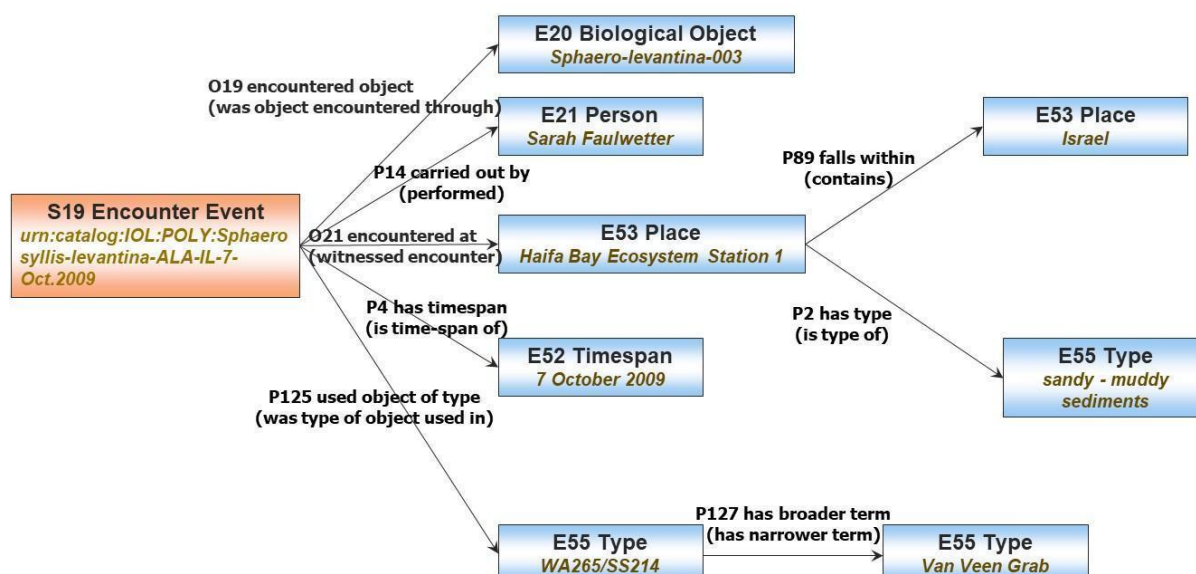 E20 Biological Object
Sphaero-levantina-003
O19 encountered object
(was object encountered through)
E21 Person
Sarah Faulwetter
P14 carried out by
(performed)
E53 Place
Israel
P89 falls within
(contains)
S19 Encounter Event
urn:catalog:IOL:POLY:Sphaero
syllis-levantina-ALA-IL-7-
Oct.2009
O21 encountered at
(witnessed encounter)
E53 Place
Haifa Bay Ecosystem Station 1
P4 has timespan
(is time-span of)
P2 has type
(is type of)
E52 Timespan
7 October 2009
E55 Type
sandy - muddy
sediments
P125 used object of type
(was type of object used in)
E55 Type
WA265/SS214
P127 has broader term
(has narrower term)
E55 Type
Van Veen Grab